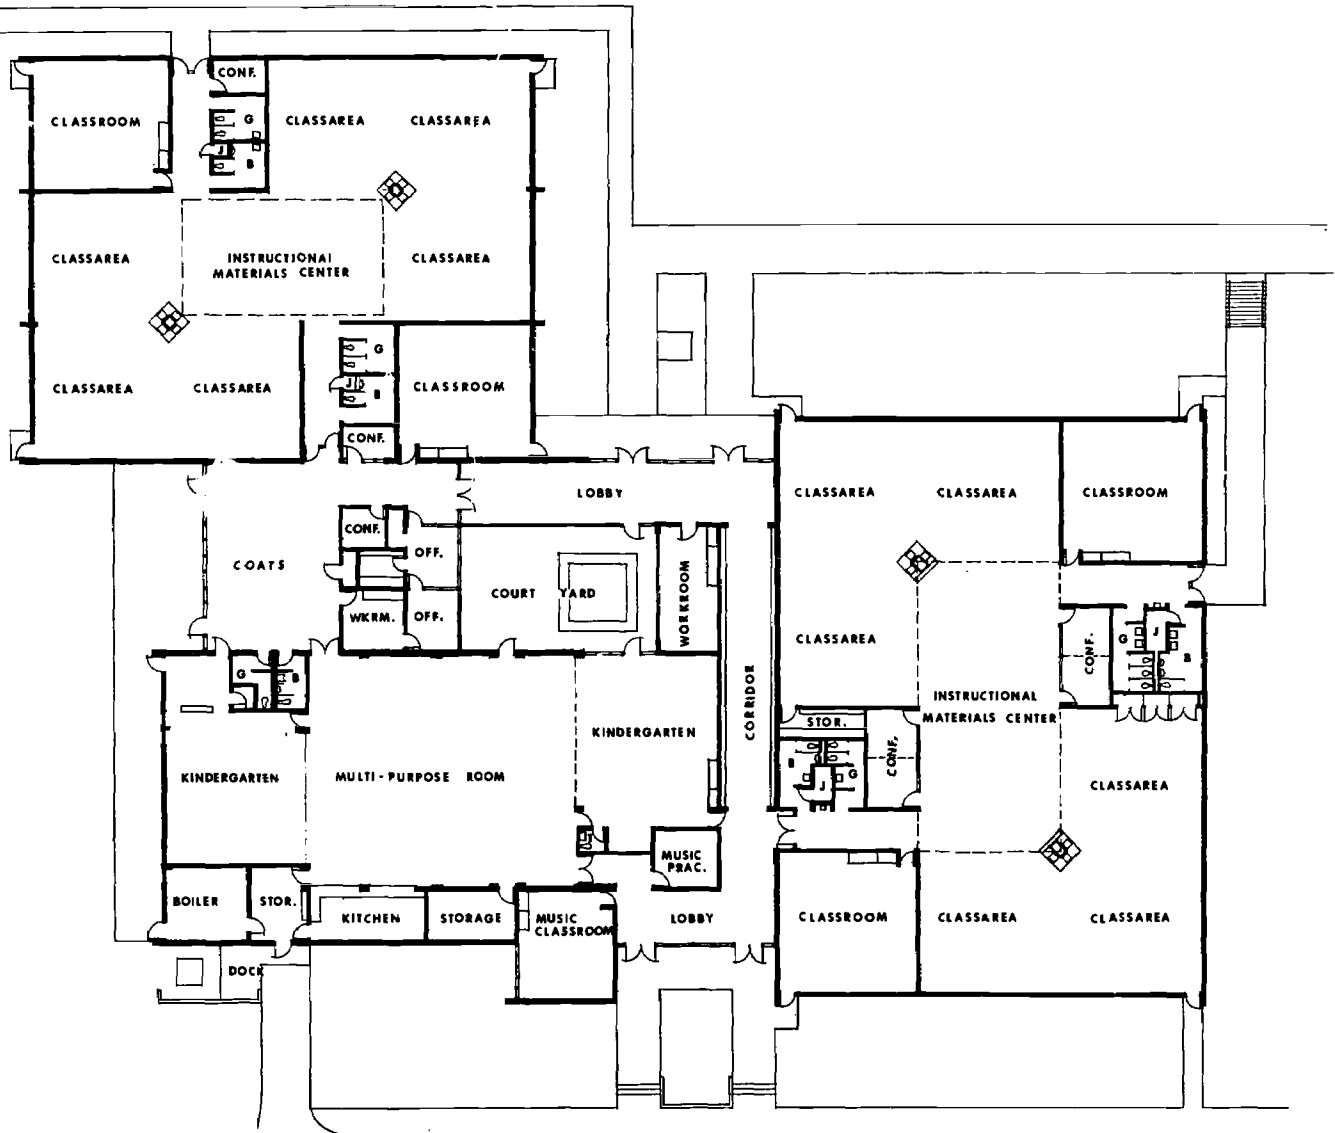 CONF.
CLASSROOM
G
CLASSAREA
CLASSAREA
J
B
CLASSAREA
INSTRUCTIONAL
MATERIALS CENTER
CLASSAREA
G
J
B
CLASSAREA
CLASSAREA
CLASSROOM
CONF.
LOBBY
CLASSAREA
CLASSAREA
CLASSROOM
CONF.
OFF.
COATS
COURT YARD
WORKROOM
WKRM.
OFF.
CLASSAREA
CONF.
G
J
B
G
B
INSTRUCTIONAL
MATERIALS CENTER
CORRIDOR
STOR.
KINDERGARTEN
CONF.
B
G
J
KINDERGARTEN
MULTI-PURPOSE ROOM
CLASSAREA
MUSIC
PRAC.
BOILER
STOR.
KITCHEN
STORAGE
MUSIC
CLASSROOM
LOBBY
CLASSROOM
CLASSAREA
CLASSAREA
DOCK